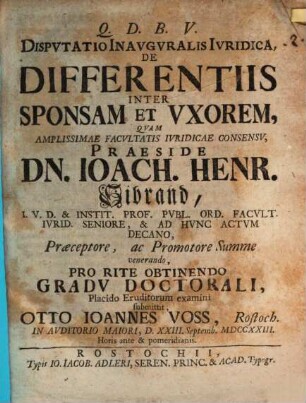 Q. D. B. V.
DISPVTATIO INAVGVRALIS IVRIDICA,
DE
DIFFERENTIIS
INTER
SPONSAM ET VXOREM,
QVAM
AMPLISSIMAE FACVLTATIS IVRIDICAE CONSENSV,
PRAESIDE
DN. IOACH. HENR.
Sibrand,
I. V. D. & INSTIT. PROF. PVBL. ORD. FACVLT.
IVRID. SENIORE, & AD HVNC ACTVM
DECANO,
Præceptore, ac Promotore Summe
venerando,
PRO RITE OBTINENDO
GRADV DOCTORALI,
Placido Eruditorum examini
submittit,
OTTO IOANNES VOSS, Rostoch.
IN AVDITORIO MAIORI, D. XXIII. Septemb. MDCCXXIII.
Horis ante & pomeridianis.
ROSTOCHII,
Typis IO. IACOB. ADLERI, SEREN. PRINC. & ACAD. Typogr.